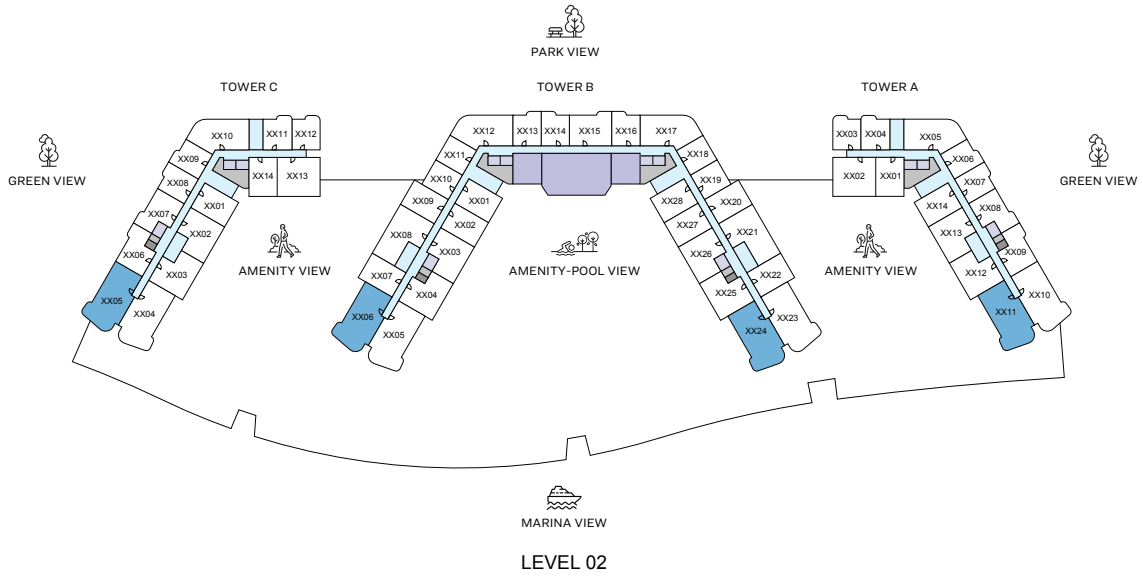 PARK VIEW
TOWER C
TOWER B
TOWER A
GREEN VIEW
GREEN VIEW
XX10
XX11
XX12
XX09
XX08
XX14
XX13
XX07
XX01
XX02
XX06
XX03
XX05
XX04
XX12
XX13
XX14
XX15
XX16
XX17
XX11
XX18
XX10
XX01
XX19
XX09
XX02
XX28
XX20
XX08
XX03
XX27
XX21
XX07
XX04
XX26
XX22
XX06
XX05
XX25
XX24
XX23
XX03
XX04
XX05
XX02
XX01
XX06
XX07
XX14
XX08
XX13
XX09
XX12
XX10
XX11
AMENITY VIEW
AMENITY-POOL VIEW
AMENITY VIEW
MARINA VIEW
LEVEL 02